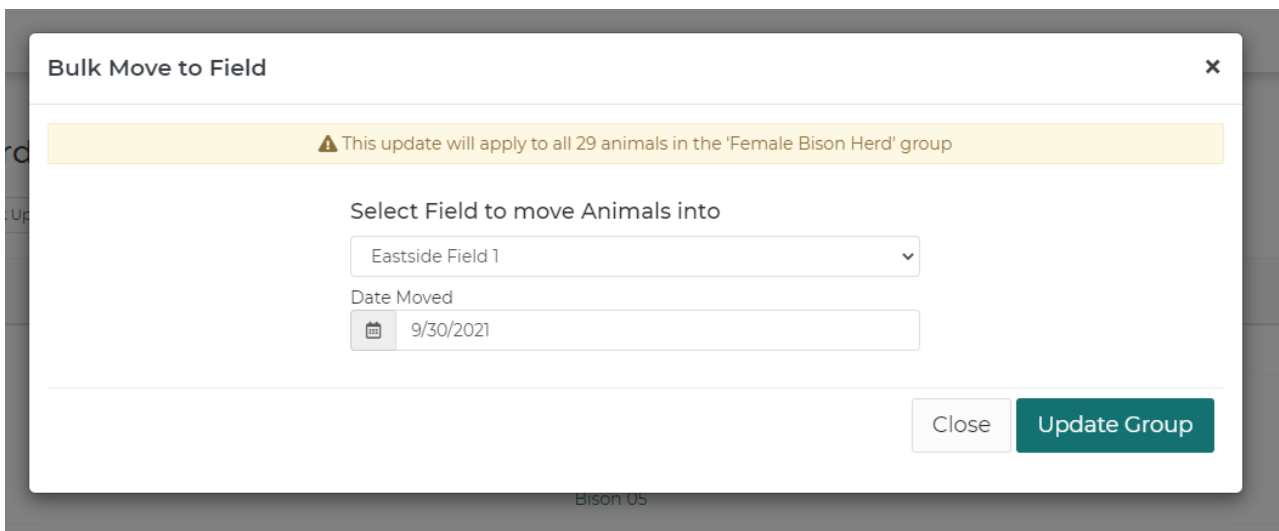 Bulk Move to Field
×
This update will apply to all 29 animals in the 'Female Bison Herd' group
Select Field to move Animals into
Eastside Field 1
Date Moved
9/30/2021
Close
Update Group
Bison 05